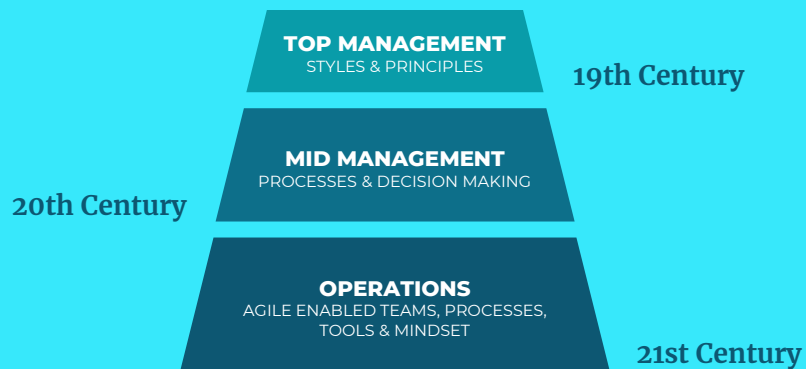 TOP MANAGEMENT
STYLES & PRINCIPLES
19th Century
MID MANAGEMENT
PROCESSES & DECISION MAKING
20th Century
OPERATIONS
AGILE ENABLED TEAMS, PROCESSES,
TOOLS & MINDSET
21st Century